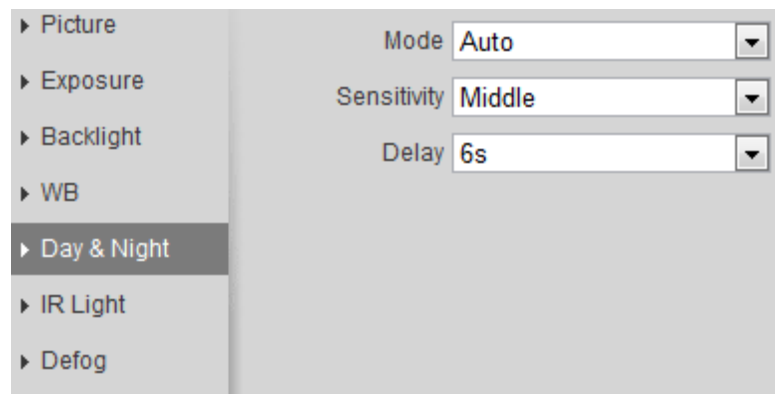 Picture
Exposure
Backlight
WB
Day & Night
IR Light
Defog
Mode Auto
Sensitivity Middle
Delay 6s